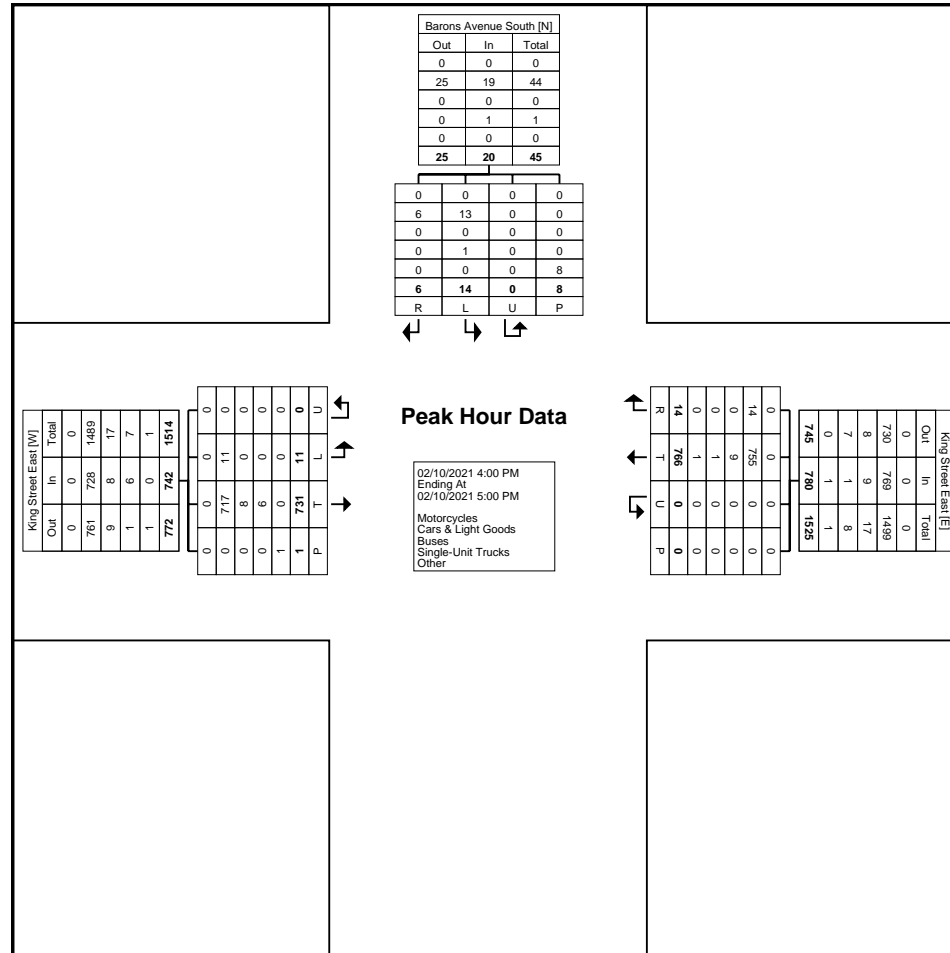 Barons Avenue South [N]
Out In Total
0 0 0
25 19 44
0 0 0
0 1 1
0 0 0
25 20 45
0 0 0 0
6 13 0 0
0 0 0 0
0 1 0 0
0 0 0 8
6 14 0 8
R L U P
King Street East [W]
Total In Out
0 0 0
1489 728 761
17 8 9
7 6 1
1 0 1
1514 742 772
0 0 0 0
0 11 717 0
0 0 8 0
0 0 6 0
0 0 0 1
0 11 731 1
U L T P
Peak Hour Data
02/10/2021 4:00 PM
Ending At
02/10/2021 5:00 PM
Motorcycles
Cars & Light Goods
Buses
Single-Unit Trucks
Other
0 0 0 0
14 755 0 0
0 9 0 0
0 1 0 0
0 1 0 0
14 766 0 0
R T U P
King Street East [E]
Out In Total
0 0 0
730 769 1499
8 9 17
7 1 8
0 1 1
745 780 1525